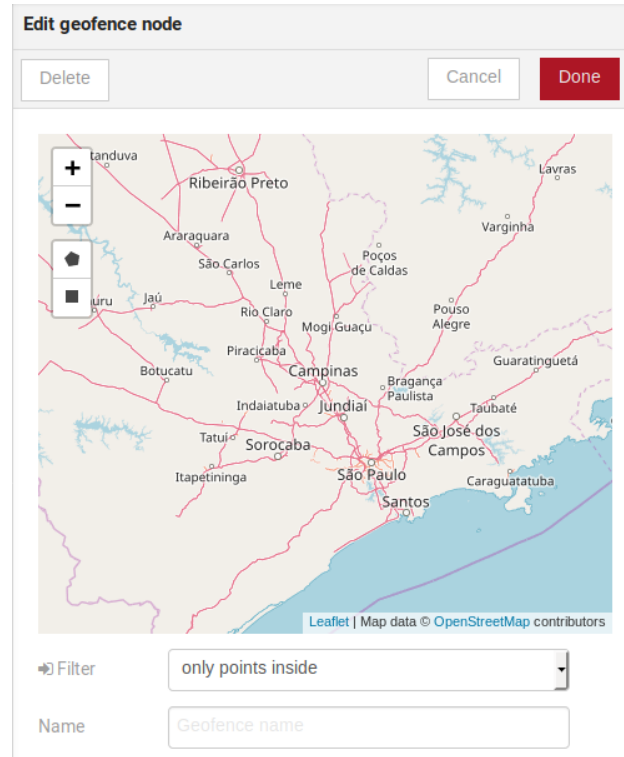 Edit geofence node
Delete
Cancel
Done
+
tanduva
Lavras
Ribeirão Preto
−
Varginha
Araraquara
Poços
de Caldas
São Carlos
Leme
uru
Jaú
Rio Claro
Pouso
Alegre
Mogi Guaçu
Piracicaba
Guaratinguetá
Botucatu
Campinas
Bragança
Paulista
Indaiatuba
Jundiaí
Taubaté
São José dos
Campos
Tatuí
Sorocaba
Itapetininga
São Paulo
Caraguatatuba
Santos
Leaflet | Map data © OpenStreetMap contributors
Filter
only points inside
Name
Geofence name